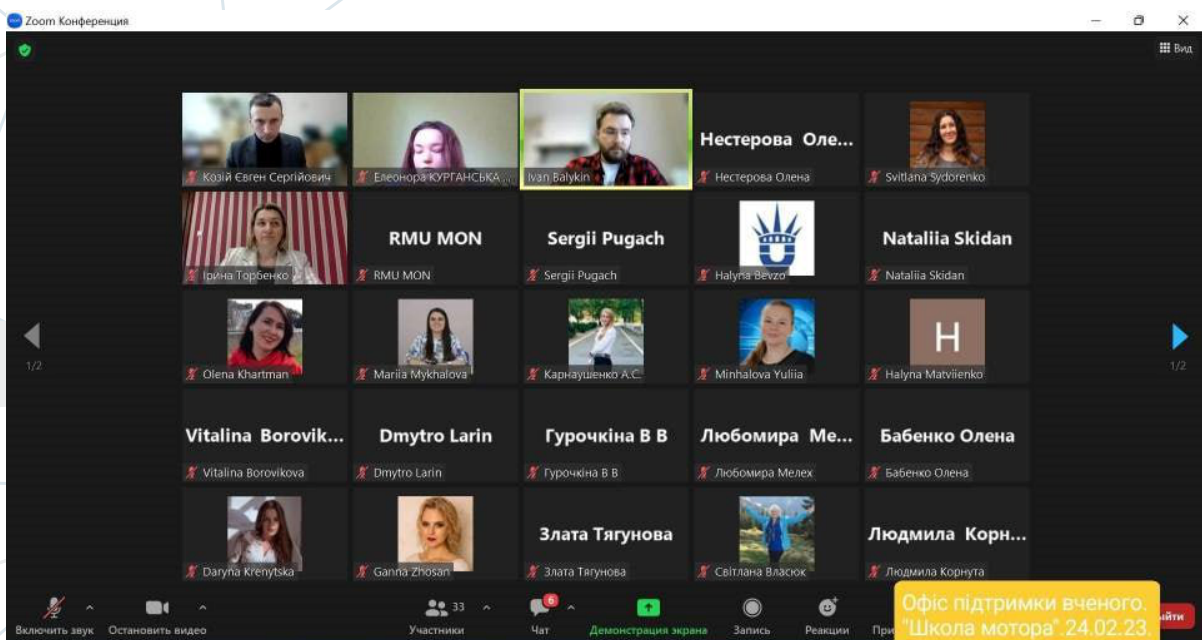 Zoom Конференция
Вид
Козій Євген Сергійович
Елеонора КУРГАНСЬКА ...
Ivan Balykin
Нестерова Оле...
Нестерова Олена
Svitlana Sydorenko
Ірина Торбенко
RMU MON
RMU MON
Sergii Pugach
Sergii Pugach
Halyna Bevzo
Nataliia Skidan
Nataliia Skidan
1/2
Olena Khartman
Mariia Mykhalova
Карнаушенко А.С.
Minhalova Yuliia
H
Halyna Matviienko
1/2
Vitalina Borovik...
Vitalina Borovikova
Dmytro Larin
Dmytro Larin
Гурочкіна В В
Гурочкіна В В
Любомира Ме...
Любомира Мелех
Бабенко Олена
Бабенко Олена
Daryna Krenytska
Ganna Zhosan
Злата Тягунова
Злата Тягунова
Світлана Власюк
Людмила Корн...
Людмила Корнута
Включить звук
Остановить видео
33
Участники
6
Чат
Демонстрация экрана
Запись
Реакции
При
йти
Офіс підтримки вченого.
"Школа мотора".24.02.23.